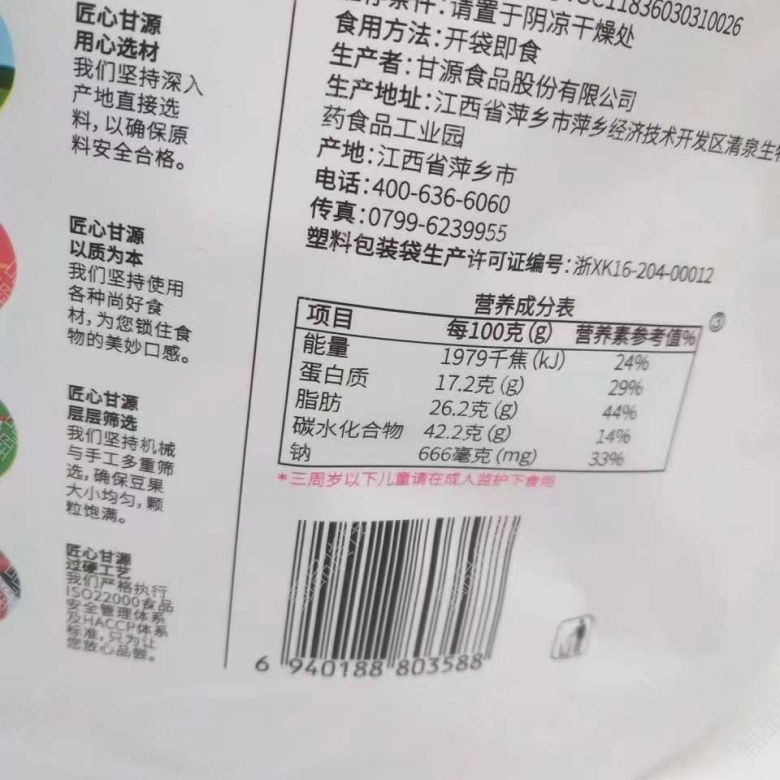 匠心甘源
用心选材
我们坚持深入
产地直接选
料,以确保原
料安全合格。
匠心甘源
以质为本
我们坚持使用
各种尚好食
材,为您锁住食
物的美妙口感。
匠心甘源
层层筛选
我们坚持机械
与手工多重筛
选,确保豆果
大小均匀,颗
粒饱满。
匠心甘源
过硬工艺
我们严格执行
ISO22000食品
安全管理体系
及HACCP体系
标准,只为让
您放心品尝。
C11836030310026
条件:请置于阴凉干燥处
食用方法:开袋即食
生产者:甘源食品股份有限公司
生产地址:江西省萍乡市萍乡经济技术开发区清泉生物
药食品工业园
产地:江西省萍乡市
电话:400-636-6060
传真:0799-6239955
塑料包装袋生产许可证编号:浙XK16-204-00012
营养成分表
③
项目 每100克(g) 营养素参考值%
能量 1979千焦(kJ) 24%
蛋白质 17.2克(g) 29%
脂肪 26.2克(g) 44%
碳水化合物 42.2克(g) 14%
钠 666毫克(mg) 33%
*三周岁以下儿童请在成人监护下食用
6 940188 803588